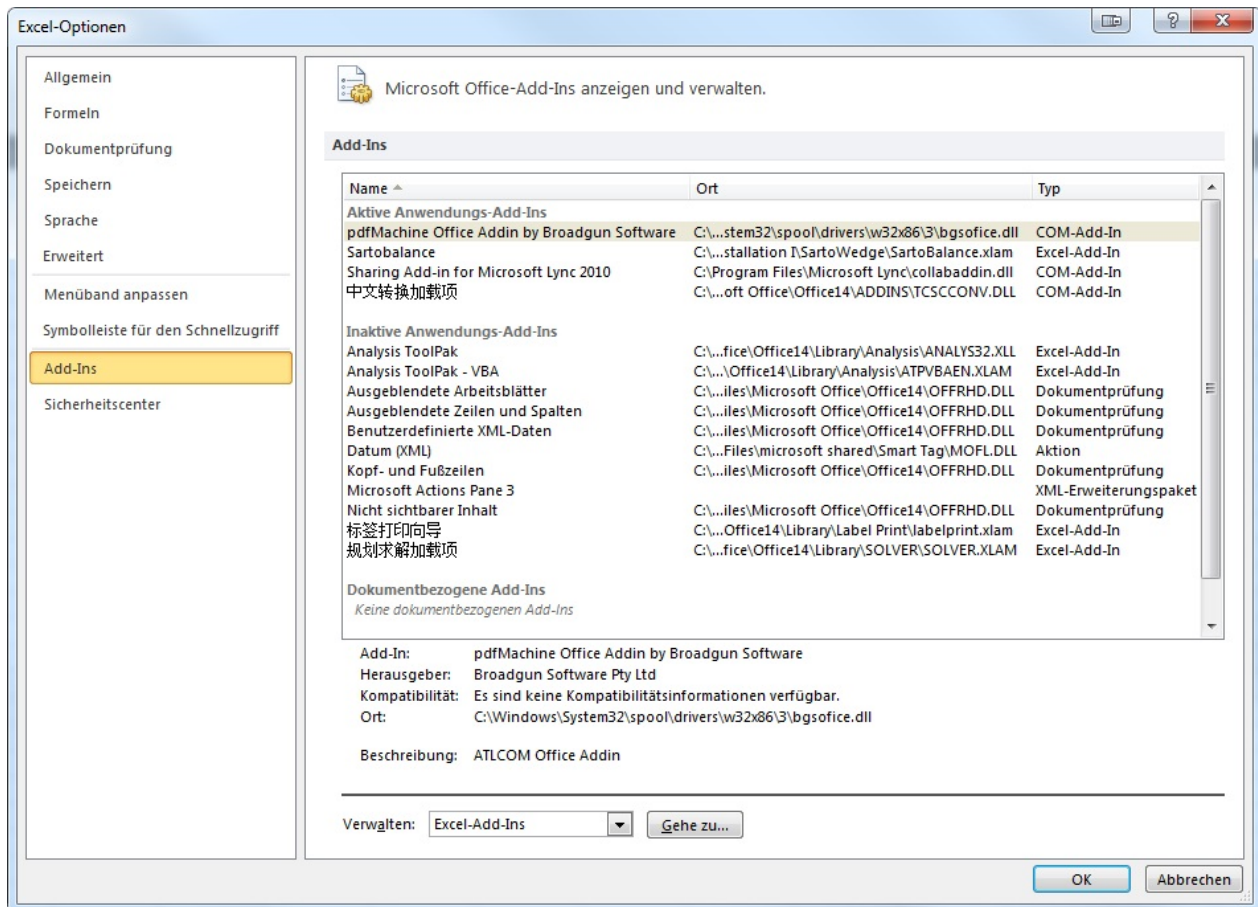 Excel-Optionen
Allgemein
Formeln
Dokumentprüfung
Speichern
Sprache
Erweitert
Menüband anpassen
Symbolleiste für den Schnellzugriff
Add-Ins
Sicherheitscenter
Microsoft Office-Add-Ins anzeigen und verwalten.
Add-Ins
Name Ort Typ
Aktive Anwendungs-Add-Ins
pdfMachine Office Addin by Broadgun Software C:\...stem32\spool\drivers\w32x86\3\bgsofice.dll COM-Add-In
Sartobalance C:\...stallation I\SartoWedge\SartoBalance.xlam Excel-Add-In
Sharing Add-in for Microsoft Lync 2010 C:\Program Files\Microsoft Lync\collabaddin.dll COM-Add-In
中文转换加载项 C:\...oft Office\Office14\ADDINS\TCSCCONV.DLL COM-Add-In
Inaktive Anwendungs-Add-Ins
Analysis ToolPak C:\...fice\Office14\Library\Analysis\ANALYS32.XLL Excel-Add-In
Analysis ToolPak - VBA C:\...\Office14\Library\Analysis\ATPVBAEN.XLAM Excel-Add-In
Ausgeblendete Arbeitsblätter C:\...iles\Microsoft Office\Office14\OFFRHD.DLL Dokumentprüfung
Ausgeblendete Zeilen und Spalten C:\...iles\Microsoft Office\Office14\OFFRHD.DLL Dokumentprüfung
Benutzerdefinierte XML-Daten C:\...iles\Microsoft Office\Office14\OFFRHD.DLL Dokumentprüfung
Datum (XML) C:\...Files\microsoft shared\Smart Tag\MOFL.DLL Aktion
Kopf- und Fußzeilen C:\...iles\Microsoft Office\Office14\OFFRHD.DLL Dokumentprüfung
Microsoft Actions Pane 3 XML-Erweiterungspaket
Nicht sichtbarer Inhalt C:\...iles\Microsoft Office\Office14\OFFRHD.DLL Dokumentprüfung
标签打印向导 C:\...Office14\Library\Label Print\labelprint.xlam Excel-Add-In
规划求解加载项 C:\...fice\Office14\Library\SOLVER\SOLVER.XLAM Excel-Add-In
Dokumentbezogene Add-Ins
Keine dokumentbezogenen Add-Ins
Add-In: pdfMachine Office Addin by Broadgun Software
Herausgeber: Broadgun Software Pty Ltd
Kompatibilität: Es sind keine Kompatibilitätsinformationen verfügbar.
Ort: C:\Windows\System32\spool\drivers\w32x86\3\bgsofice.dll
Beschreibung: ATLCOM Office Addin
Verwalten: Excel-Add-Ins Gehe zu...
OK Abbrechen